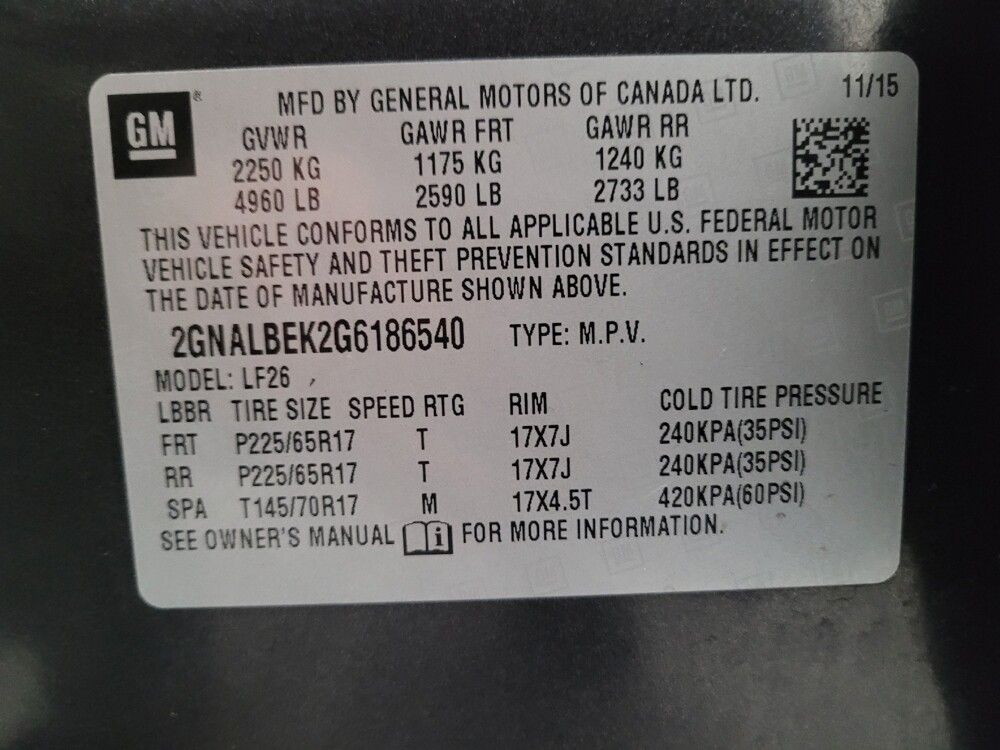 GM ®
MFD BY GENERAL MOTORS OF CANADA LTD. 11/15
GVWR GAWR FRT GAWR RR
2250 KG 1175 KG 1240 KG
4960 LB 2590 LB 2733 LB
THIS VEHICLE CONFORMS TO ALL APPLICABLE U.S. FEDERAL MOTOR
VEHICLE SAFETY AND THEFT PREVENTION STANDARDS IN EFFECT ON
THE DATE OF MANUFACTURE SHOWN ABOVE.
2GNALBEK2G6186540 TYPE: M.P.V.
MODEL: LF26
LBBR TIRE SIZE SPEED RTG RIM COLD TIRE PRESSURE
FRT P225/65R17 T 17X7J 240KPA(35PSI)
RR P225/65R17 T 17X7J 240KPA(35PSI)
SPA T145/70R17 M 17X4.5T 420KPA(60PSI)
SEE OWNER'S MANUAL i FOR MORE INFORMATION.